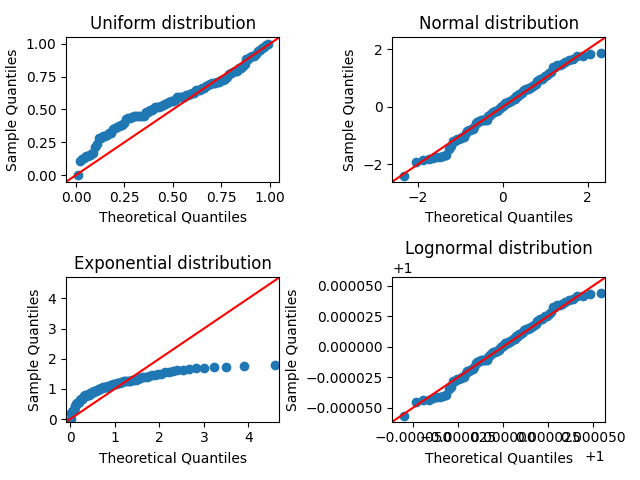 Uniform distribution
1.00
0.75
0.50
0.25
0.00
Sample Quantiles
0.00 0.25 0.50 0.75 1.00
Theoretical Quantiles
Normal distribution
2
0
−2
Sample Quantiles
−2 0 2
Theoretical Quantiles
Exponential distribution
4
3
2
1
0
Sample Quantiles
0 1 2 3 4
Theoretical Quantiles
Lognormal distribution
+1
0.000050
0.000025
0.000000
−0.000025
−0.000050
Sample Quantiles
Theoretical Quantiles
+1